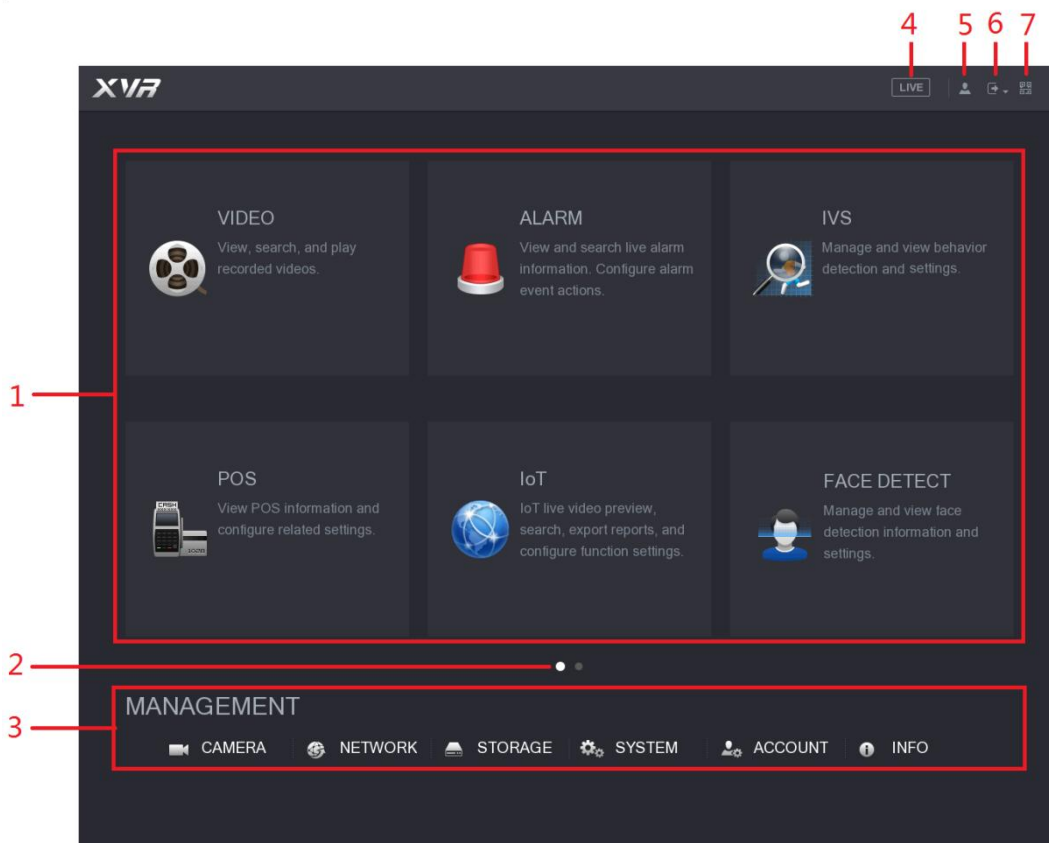 4 5 6 7
XVR
LIVE
1
VIDEO
View, search, and play
recorded videos.
ALARM
View and search live alarm
information. Configure alarm
event actions.
IVS
Manage and view behavior
detection and settings.
POS
View POS information and
configure related settings.
CASH
IoT
IoT live video preview,
search, export reports, and
configure function settings.
FACE DETECT
Manage and view face
detection information and
settings.
2
3
MANAGEMENT
CAMERA NETWORK STORAGE SYSTEM ACCOUNT INFO